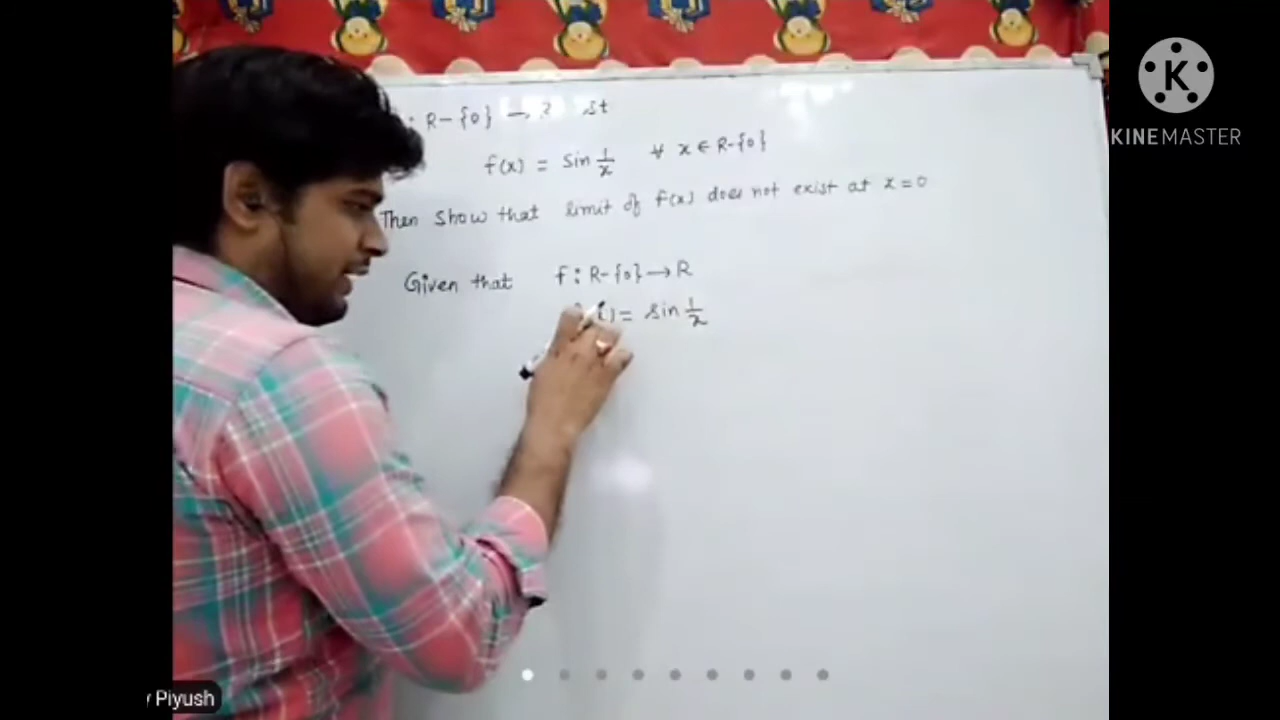 : R-{0} → R st
f(x) = Sin 1/x ∀ x ∈ R-{0}
Then show that limit of f(x) does not exist at x=0
Given that f: R-{0} → R
= sin 1/x
KINEMASTER
Piyush